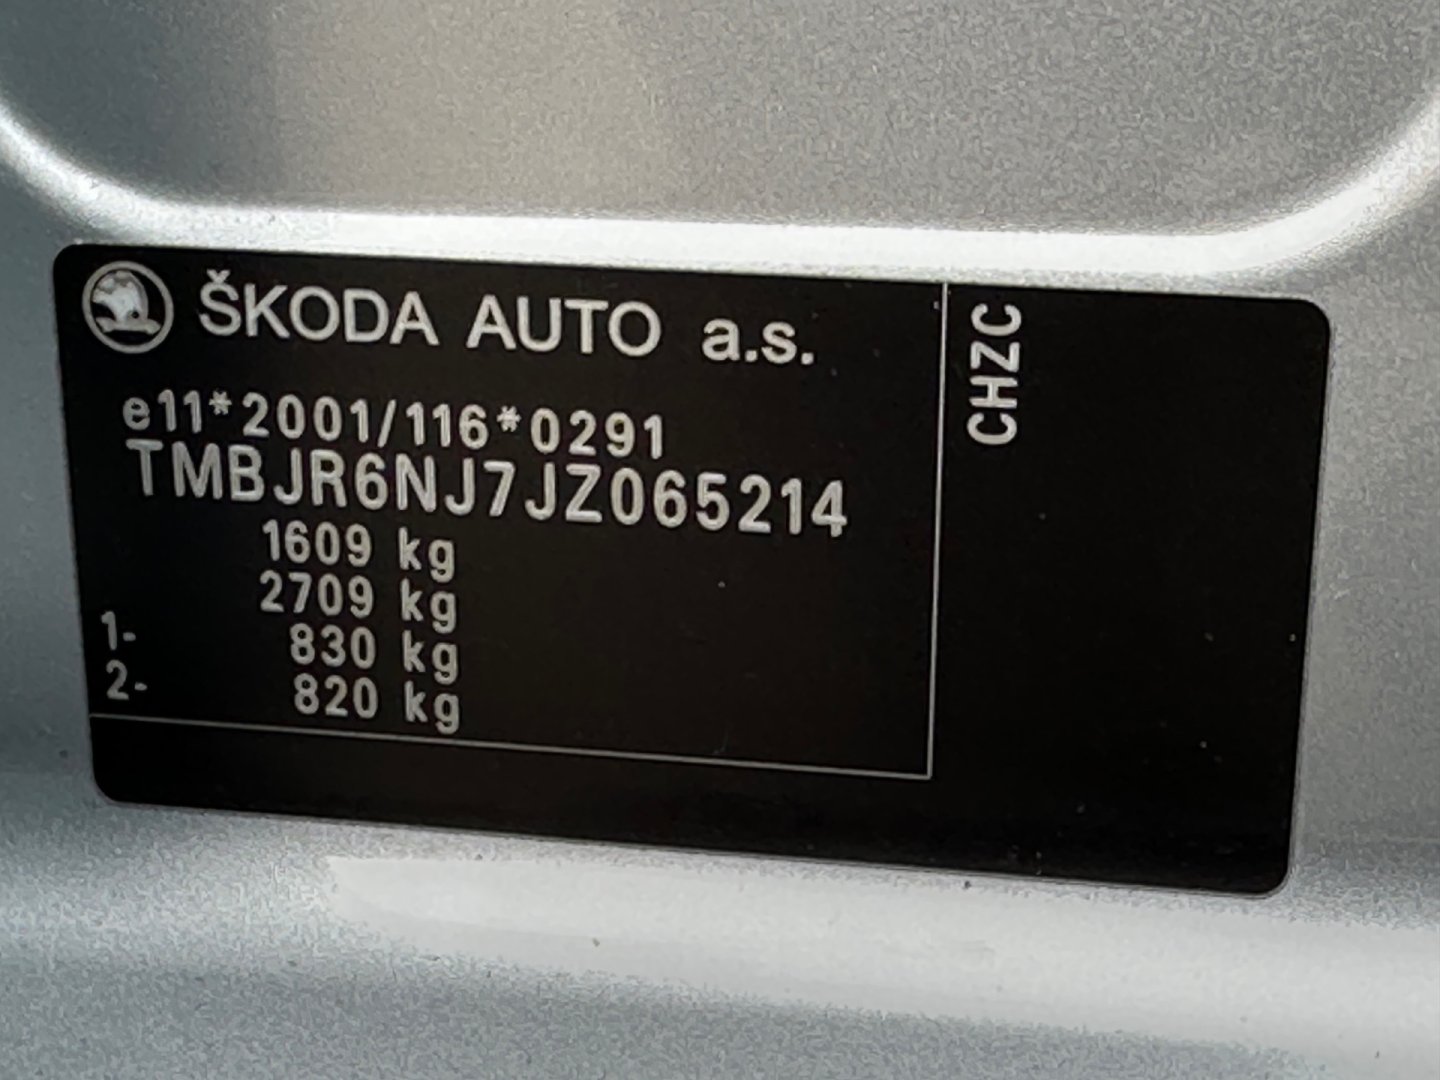 ŠKODA AUTO a.s.
e11*2001/116*0291
TMBJR6NJ7JZ065214
1609 kg
2709 kg
1- 830 kg
2- 820 kg
CHZC